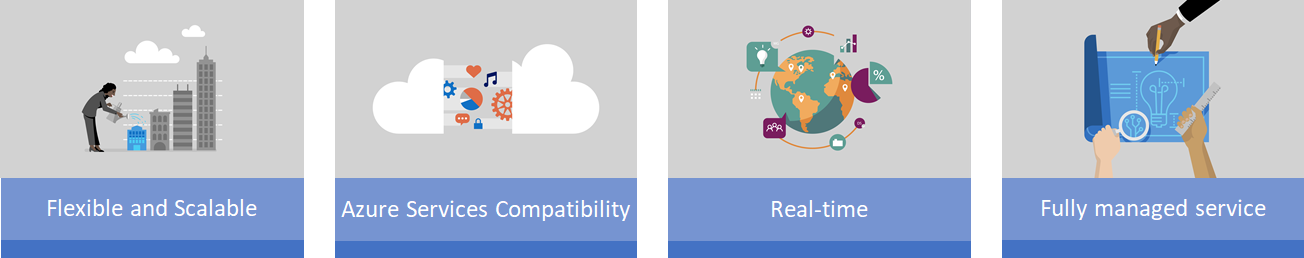 Flexible and Scalable
Azure Services Compatibility
Real-time
Fully managed service
%